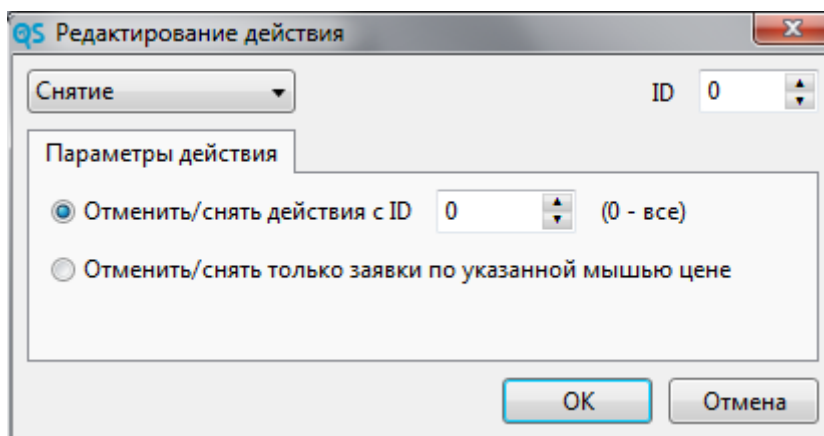 QS Редактирование действия
Снятие ID 0
Параметры действия
Отменить/снять действия с ID 0 (0 - все)
Отменить/снять только заявки по указанной мышью цене
OK Отмена